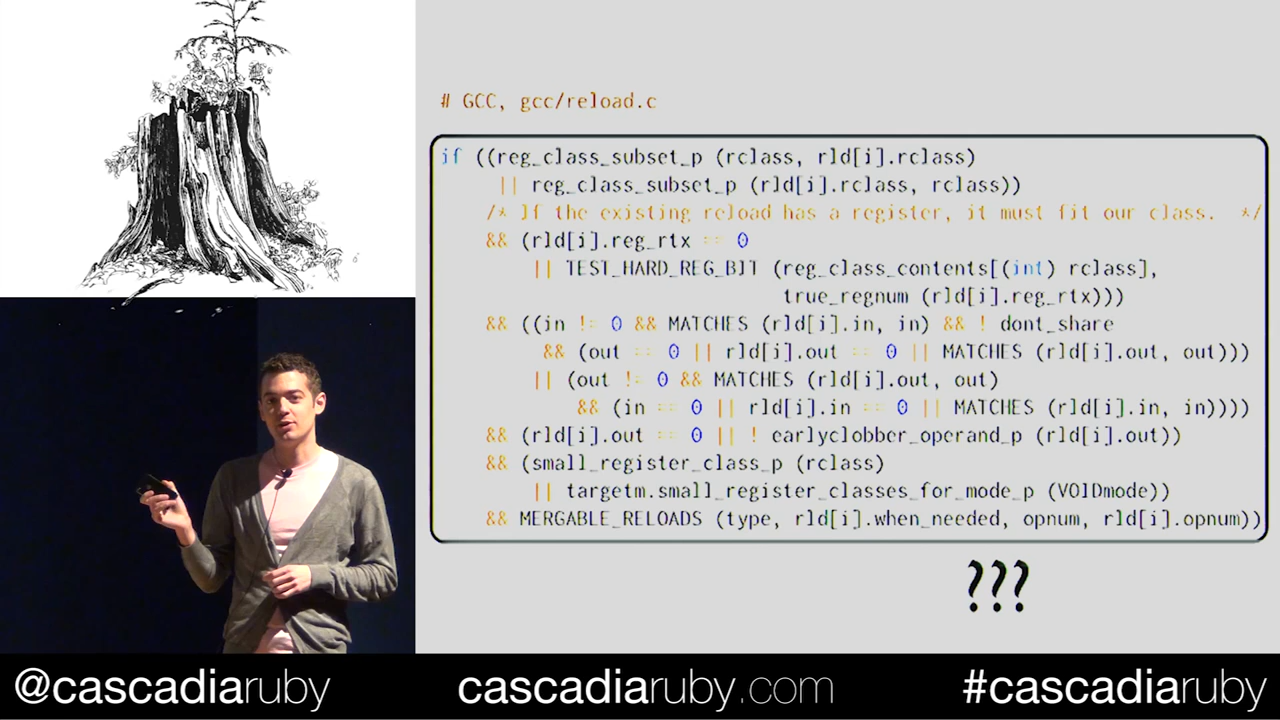 # GCC, gcc/reload.c
if ((reg_class_subset_p (rclass, rld[i].rclass)
|| reg_class_subset_p (rld[i].rclass, rclass))
/* If the existing reload has a register, it must fit our class.  */
&& (rld[i].reg_rtx == 0
|| TEST_HARD_REG_BIT (reg_class_contents[(int) rclass],
true_regnum (rld[i].reg_rtx)))
&& ((in != 0 && MATCHES (rld[i].in, in) && ! dont_share
&& (out == 0 || rld[i].out == 0 || MATCHES (rld[i].out, out)))
|| (out != 0 && MATCHES (rld[i].out, out)
&& (in == 0 || rld[i].in == 0 || MATCHES (rld[i].in, in))))
&& (rld[i].out == 0 || ! earlyclobber_operand_p (rld[i].out))
&& (small_register_class_p (rclass)
|| targetm.small_register_classes_for_mode_p (VOIDmode))
&& MERGABLE_RELOADS (type, rld[i].when_needed, opnum, rld[i].opnum))
???
@cascadiaruby cascadiaruby.com #cascadiaruby